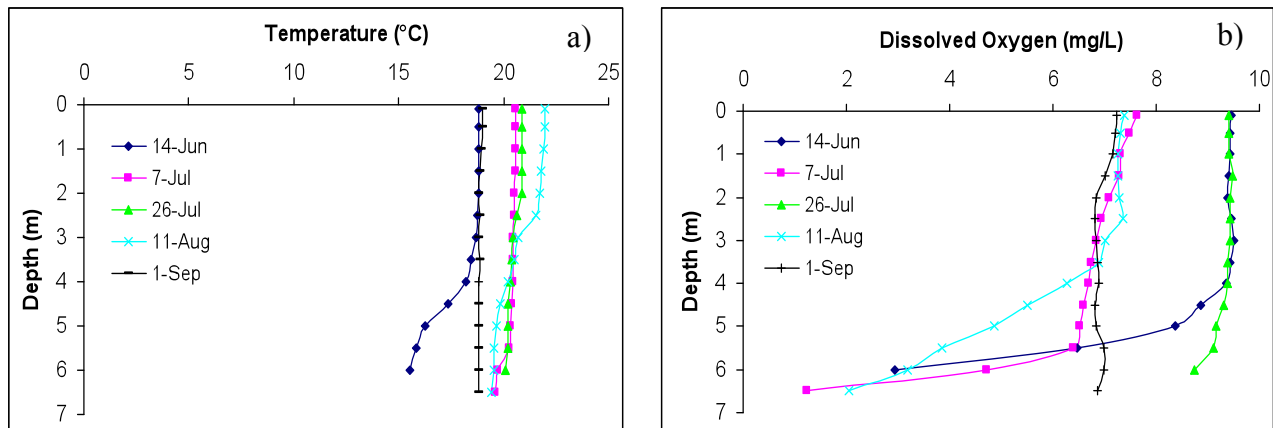 Temperature (°C)
a)
0 5 10 15 20 25
0
1
2
3
4
5
6
7
Depth (m)
14-Jun
7-Jul
26-Jul
11-Aug
1-Sep
Dissolved Oxygen (mg/L)
b)
0 2 4 6 8 10
0
1
2
3
4
5
6
7
Depth (m)
14-Jun
7-Jul
26-Jul
11-Aug
1-Sep